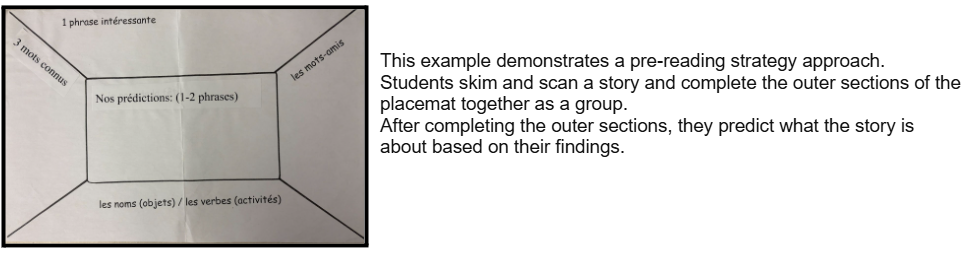 1 phrase intéressante
3 mots connus
les mots-amis
Nos prédictions: (1-2 phrases)
les noms (objets) / les verbes (activités)
This example demonstrates a pre-reading strategy approach.
Students skim and scan a story and complete the outer sections of the
placemat together as a group.
After completing the outer sections, they predict what the story is
about based on their findings.